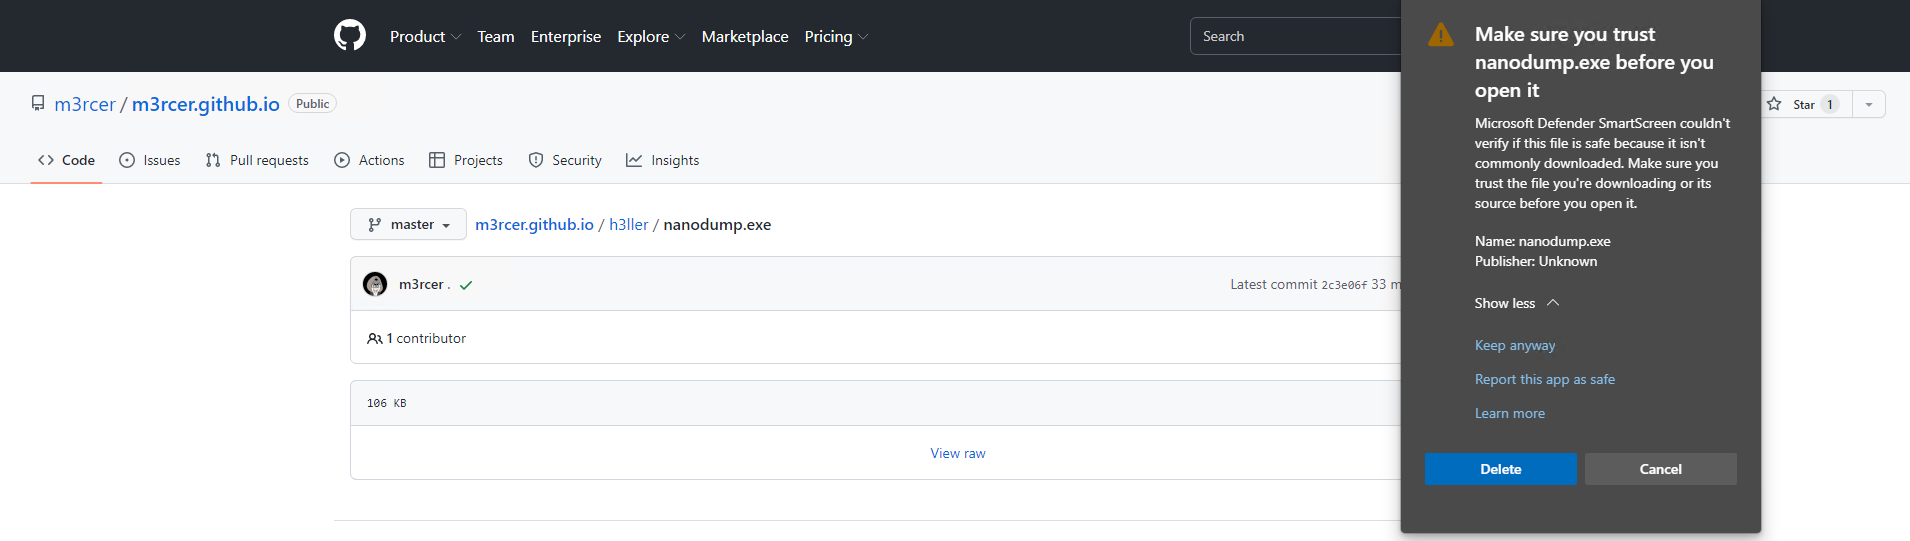 Product Team Enterprise Explore Marketplace Pricing
Search
m3rcer / m3rcer.github.io Public
Star 1
Code Issues Pull requests Actions Projects Security Insights
master m3rcer.github.io / h3ller / nanodump.exe
m3rcer .
Latest commit 2c3e06f 33 m
1 contributor
106 KB
View raw
Make sure you trust
nanodump.exe before you
open it
Microsoft Defender SmartScreen couldn't
verify if this file is safe because it isn't
commonly downloaded. Make sure you
trust the file you're downloading or its
source before you open it.
Name: nanodump.exe
Publisher: Unknown
Show less
Keep anyway
Report this app as safe
Learn more
Delete Cancel